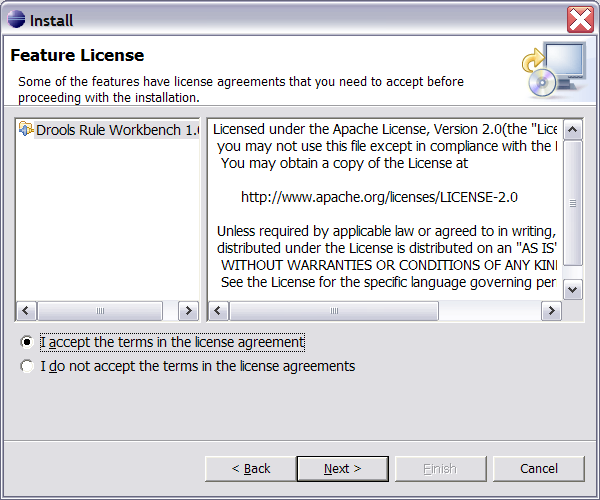 Install
Feature License
Some of the features have license agreements that you need to accept before
proceeding with the installation.
Drools Rule Workbench 1.
Licensed under the Apache License, Version 2.0(the "Lice
you may not use this file except in compliance with the
You may obtain a copy of the License at
http://www.apache.org/licenses/LICENSE-2.0
Unless required by applicable law or agreed to in writing,
distributed under the License is distributed on an "AS IS"
WITHOUT WARRANTIES OR CONDITIONS OF ANY KIN
See the License for the specific language governing per
I accept the terms in the license agreement
I do not accept the terms in the license agreements
< Back
Next >
Finish
Cancel